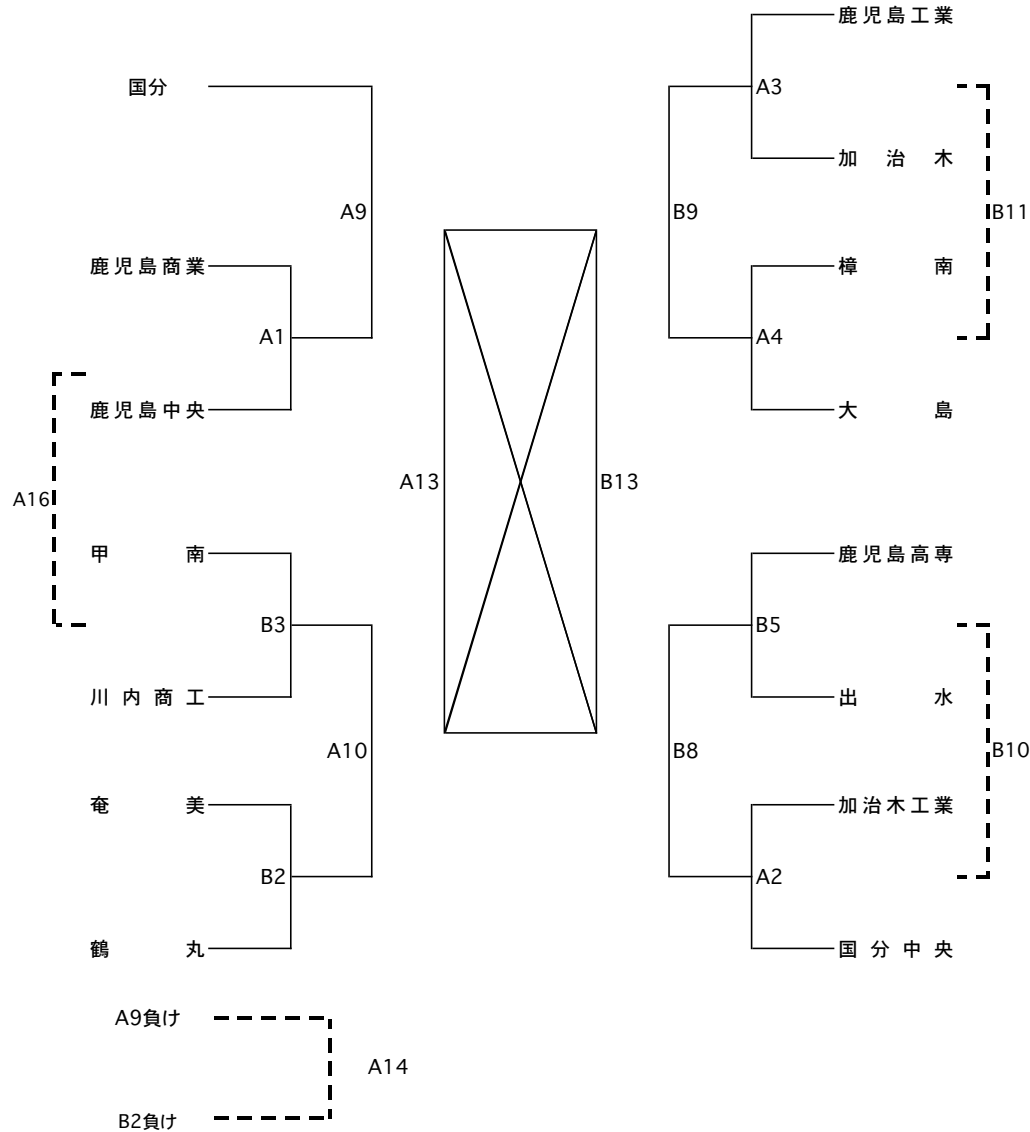 国分
A9
鹿児島商業
A1
鹿児島中央
A16
甲南
B3
川内商工
A10
奄美
B2
鶴丸
A9負け
A14
B2負け
A13
B13
鹿児島工業
A3
加治木
B9
B11
樟南
A4
大島
鹿児島高専
B5
出水
B8
B10
加治木工業
A2
国分中央